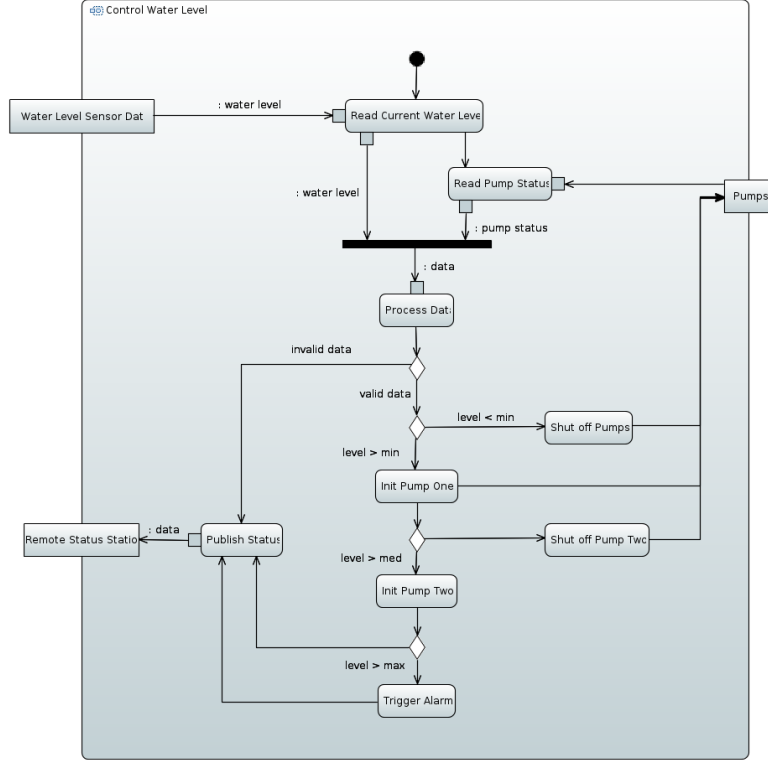 Control Water Level
: water level
Water Level Sensor Dat
Read Current Water Leve
Read Pump Status
Pumps
: water level
: pump status
: data
Process Data
invalid data
valid data
level < min
Shut off Pumps
level > min
Init Pump One
: data
Remote Status Statio
Publish Status
Shut off Pump Two
level > med
Init Pump Two
level > max
Trigger Alarm